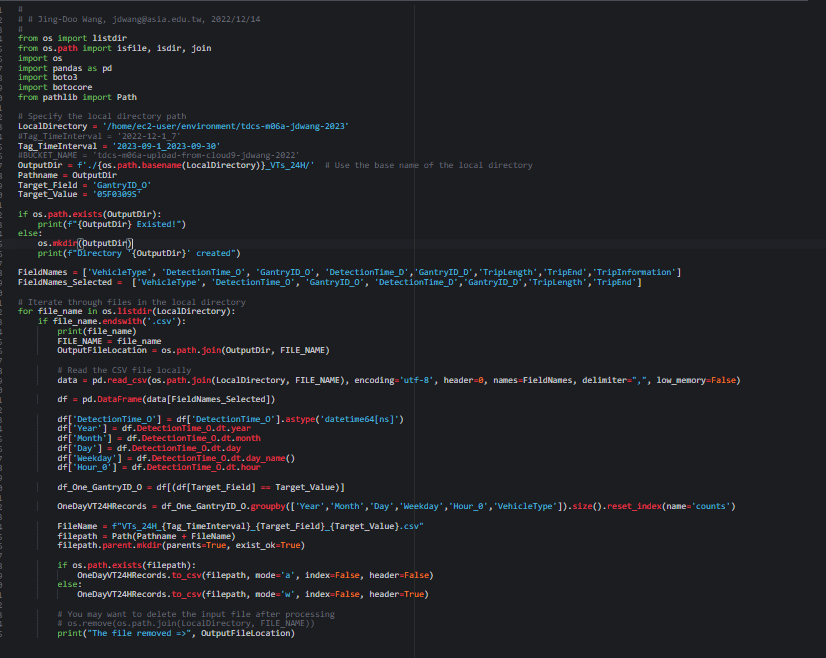 #
# # Jing-Doo Wang, jdwang@asia.edu.tw, 2022/12/14
#
from os import listdir
from os.path import isfile, isdir, join
import os
import pandas as pd
import boto3
import botocore
from pathlib import Path
# Specify the local directory path
LocalDirectory = '/home/ec2-user/environment/tdcs-m06a-jdwang-2023'
#Tag_TimeInterval = '2022-12-1_7'
Tag_TimeInterval = '2023-09-1_2023-09-30'
#BUCKET_NAME = 'tdcs-m06a-upload-from-cloud9-jdwang-2022'
OutputDir = f'./{os.path.basename(LocalDirectory)}_VTs_24H/'  # Use the base name of the local directory
Pathname = OutputDir
Target_Field = 'GantryID_O'
Target_Value = '05F0309S'
if os.path.exists(OutputDir):
    print(f"{OutputDir} Existed!")
else:
    os.mkdir(OutputDir)
    print(f"Directory '{OutputDir}' created")
FieldNames = ['VehicleType', 'DetectionTime_O', 'GantryID_O', 'DetectionTime_D','GantryID_D','TripLength','TripEnd','TripInformation']
FieldNames_Selected =  ['VehicleType', 'DetectionTime_O', 'GantryID_O', 'DetectionTime_D','GantryID_D','TripLength','TripEnd']
# Iterate through files in the local directory
for file_name in os.listdir(LocalDirectory):
    if file_name.endswith('.csv'):
        print(file_name)
        FILE_NAME = file_name
        OutputFileLocation = os.path.join(OutputDir, FILE_NAME)
        # Read the CSV file locally
        data = pd.read_csv(os.path.join(LocalDirectory, FILE_NAME), encoding='utf-8', header=0, names=FieldNames, delimiter=",", low_memory=False)
        df = pd.DataFrame(data[FieldNames_Selected])
        df['DetectionTime_O'] = df['DetectionTime_O'].astype('datetime64[ns]')
        df['Year'] = df.DetectionTime_O.dt.year
        df['Month'] = df.DetectionTime_O.dt.month
        df['Day'] = df.DetectionTime_O.dt.day
        df['Weekday'] = df.DetectionTime_O.dt.day_name()
        df['Hour_O'] = df.DetectionTime_O.dt.hour
        df_One_GantryID_O = df[(df[Target_Field] == Target_Value)]
        OneDayVT24HRecords = df_One_GantryID_O.groupby(['Year','Month','Day','Weekday','Hour_O','VehicleType']).size().reset_index(name='counts')
        FileName = f"VTs_24H_{Tag_TimeInterval}_{Target_Field}_{Target_Value}.csv"
        filepath = Path(Pathname + FileName)
        filepath.parent.mkdir(parents=True, exist_ok=True)
        if os.path.exists(filepath):
            OneDayVT24HRecords.to_csv(filepath, mode='a', index=False, header=False)
        else:
            OneDayVT24HRecords.to_csv(filepath, mode='w', index=False, header=True)
        # You may want to delete the input file after processing
        # os.remove(os.path.join(LocalDirectory, FILE_NAME))
        print("The file removed =>", OutputFileLocation)